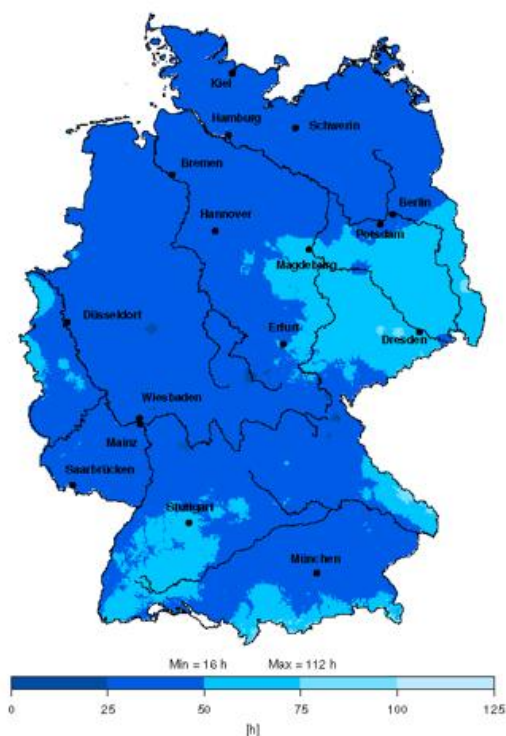 Kiel
Hamburg
Schwerin
Bremen
Berlin
Hannover
Potsdam
Magdeburg
Düsseldorf
Erfurt
Dresden
Wiesbaden
Mainz
Saarbrücken
Stuttgart
München
Min = 16 h Max = 112 h
0 25 50 75 100 125
[h]